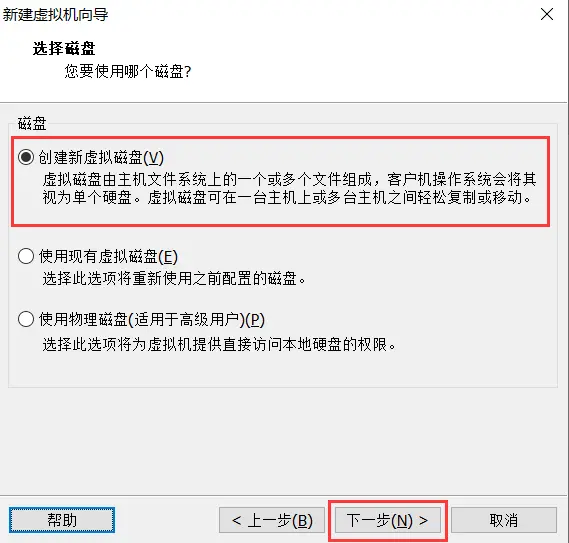 新建虚拟机向导
选择磁盘
您要使用哪个磁盘?
磁盘
创建新虚拟磁盘(V)
虚拟磁盘由主机文件系统上的一个或多个文件组成，客户机操作系统会将其
视为单个硬盘。虚拟磁盘可在一台主机上或多台主机之间轻松复制或移动。
使用现有虚拟磁盘(E)
选择此选项将重新使用之前配置的磁盘。
使用物理磁盘(适用于高级用户)(P)
选择此选项将为虚拟机提供直接访问本地硬盘的权限。
帮助
< 上一步(B)
下一步(N) >
取消